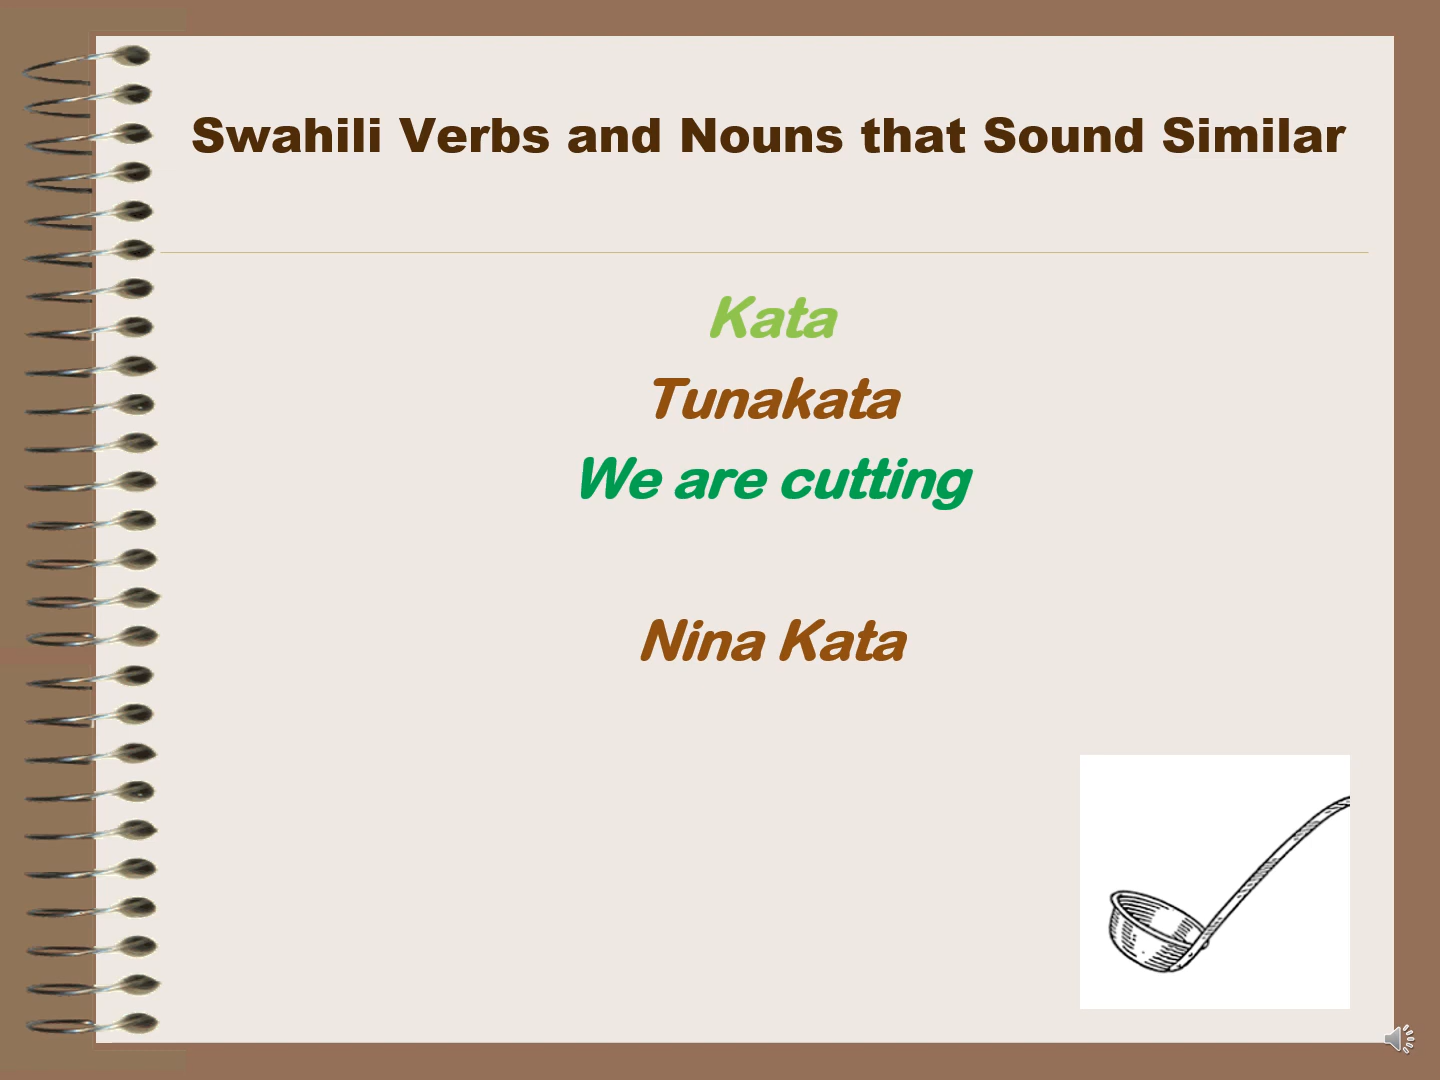 Swahili Verbs and Nouns that Sound Similar
Kata
Tunakata
We are cutting
Nina Kata